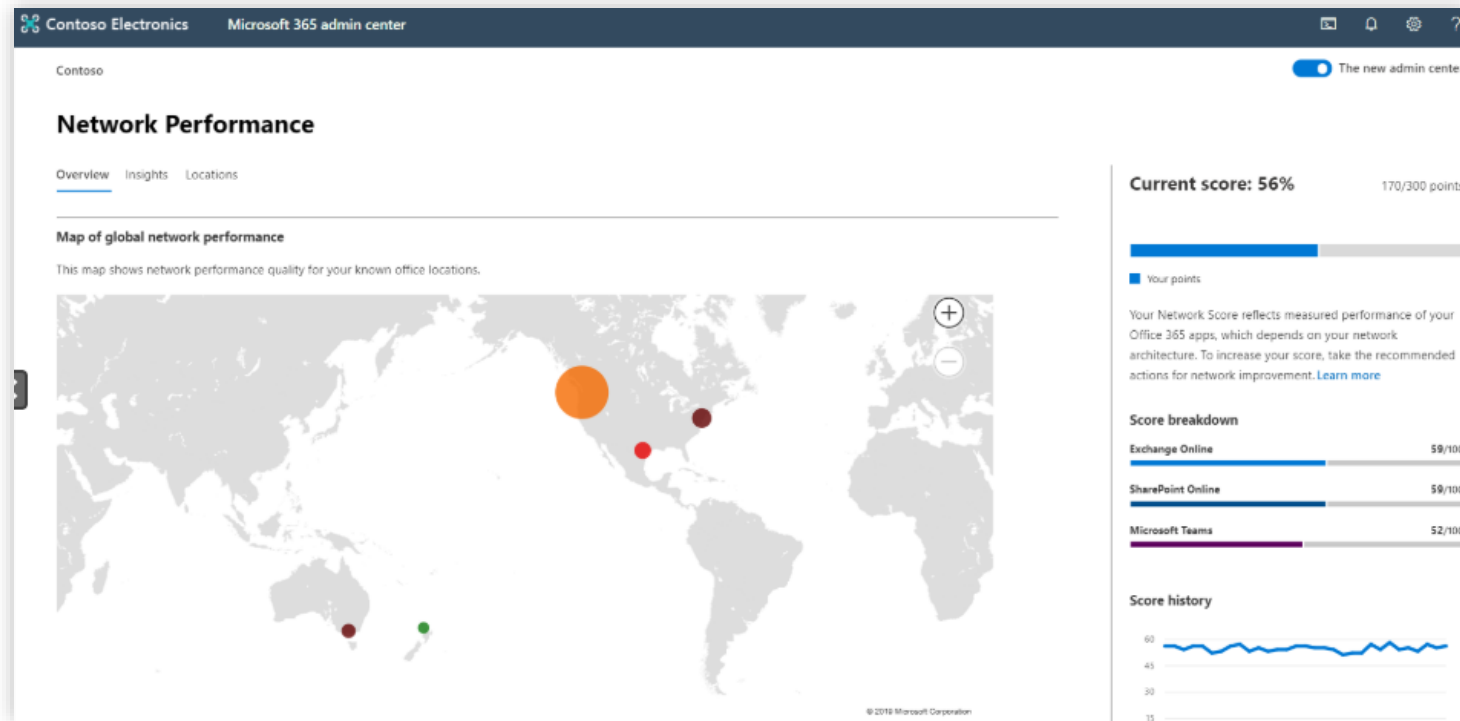 Contoso Electronics Microsoft 365 admin center
?
Contoso
The new admin cente
Network Performance
Overview Insights Locations
Map of global network performance
This map shows network performance quality for your known office locations.
© 2019 Microsoft Corporation
Current score: 56% 170/300 points
Your points
Your Network Score reflects measured performance of your
Office 365 apps, which depends on your network
architecture. To increase your score, take the recommended
actions for network improvement. Learn more
Score breakdown
Exchange Online 59/100
SharePoint Online 59/100
Microsoft Teams 52/100
Score history
60
45
30
15